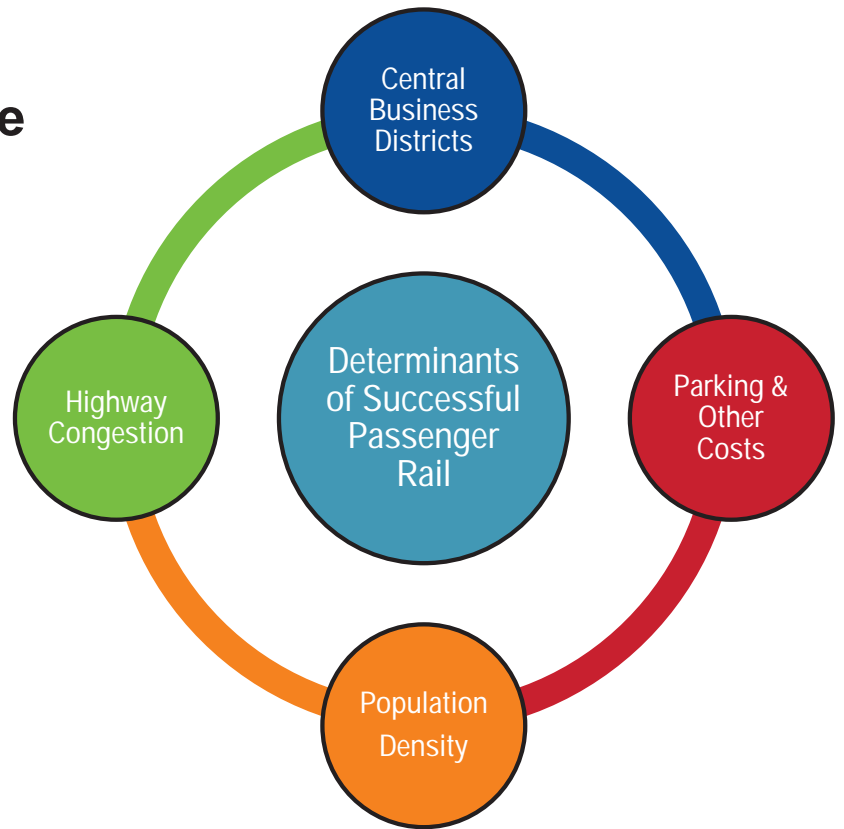 e
Central
Business
Districts
Highway
Congestion
Determinants
of Successful
Passenger
Rail
Parking &
Other
Costs
Population
Density